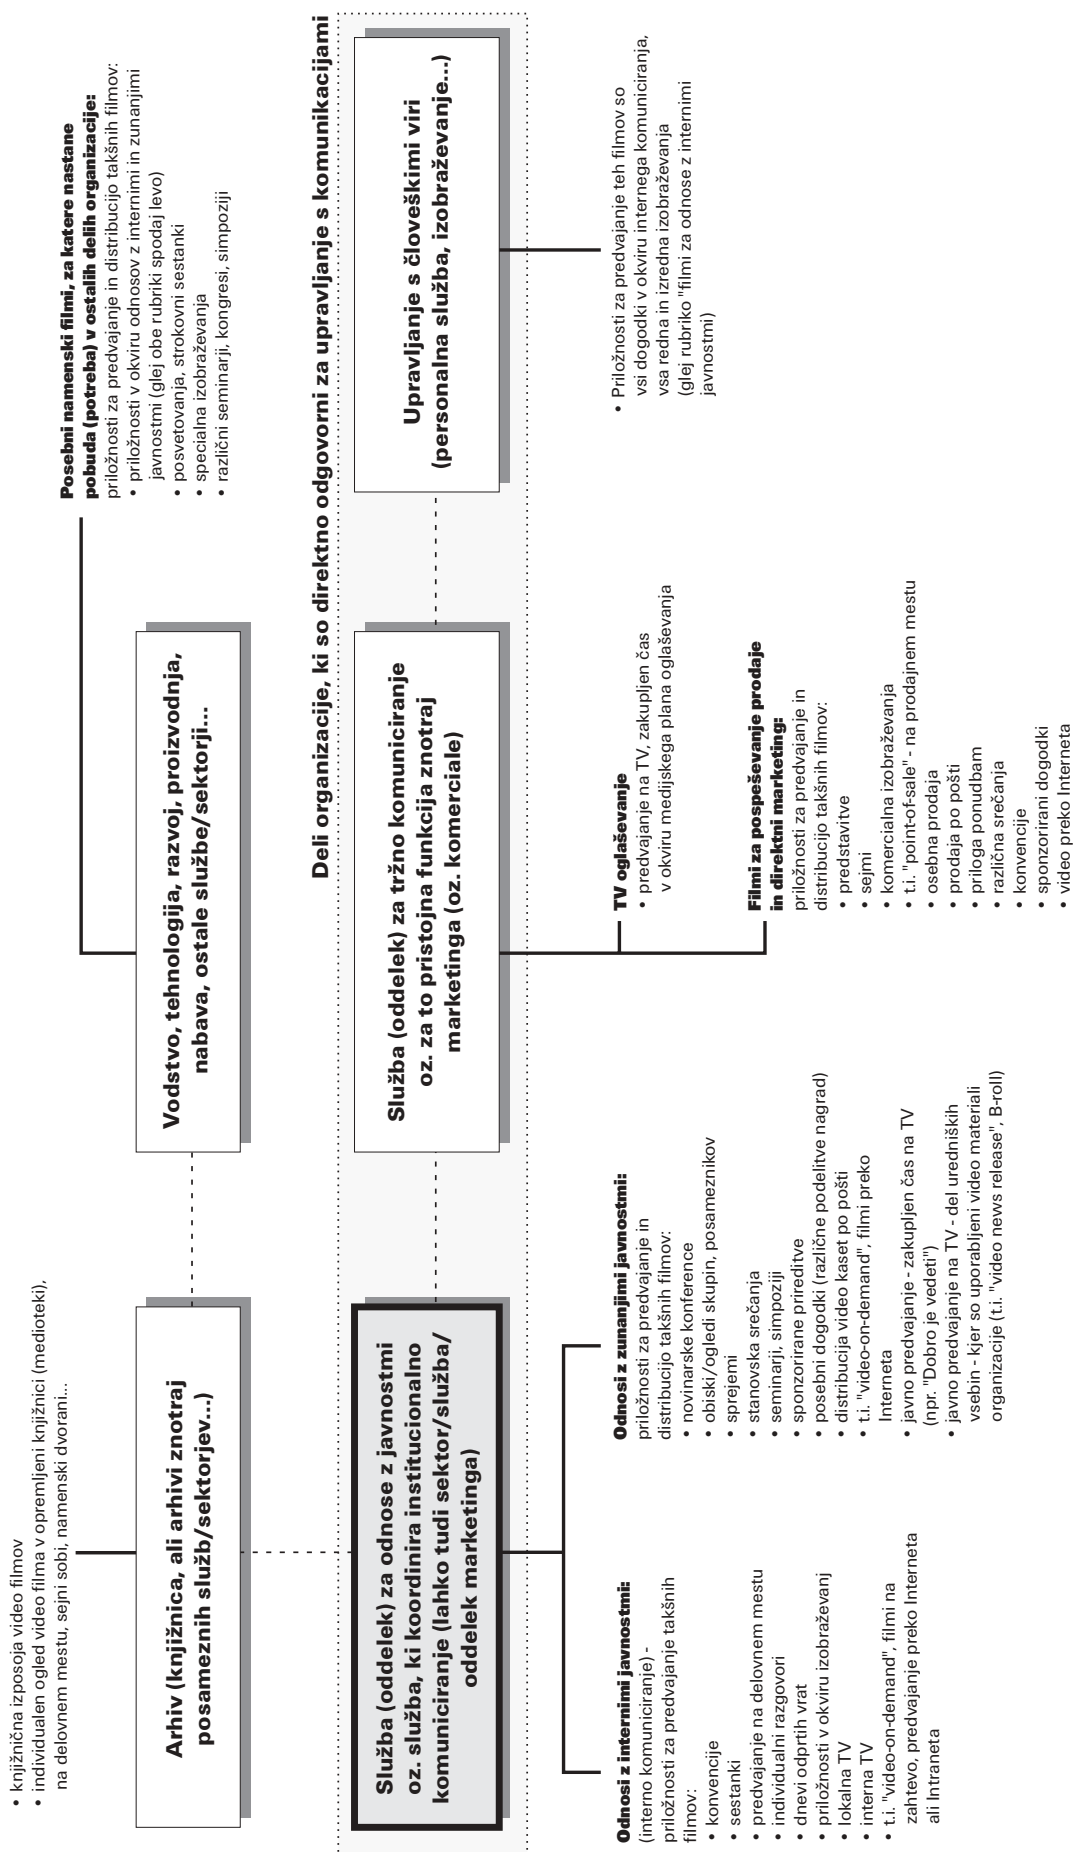 • knjižnična izposoja video filmov
• individualen ogled video filma v opremljeni knjižnici (medioteki),
na delovnem mestu, sejni sobi, namenski dvorani...
Arhiv (knjižnica, ali arhivi znotraj
posameznih služb/sektorjev...)
Vodstvo, tehnologija, razvoj, proizvodnja,
nabava, ostale službe/sektorji...
Posebni namenski filmi, za katere nastane
pobuda (potreba) v ostalih delih organizacije:
priložnosti za predvajanje in distribucijo takšnih filmov:
• priložnosti v okviru odnosov z internimi in zunanjimi
javnostmi (glej obe rubriki spodaj levo)
• posvetovanja, strokovni sestanki
• specialna izobraževanja
• različni seminarji, kongresi, simpoziji
Deli organizacije, ki so direktno odgovorni za upravljanje s komunikacijami
Služba (oddelek) za odnose z javnostmi
oz. služba, ki koordinira institucionalno
komuniciranje (lahko tudi sektor/služba/
oddelek marketinga)
Služba (oddelek) za tržno komuniciranje
oz. za to pristojna funkcija znotraj
marketinga (oz. komerciale)
Upravljanje s človeškimi viri
(personalna služba, izobraževanje...)
Odnosi z internimi javnostmi:
(interno komuniciranje) -
priložnosti za predvajanje takšnih
filmov:
• konvencije
• sestanki
• predvajanje na delovnem mestu
• individualni razgovori
• dnevi odprtih vrat
• priložnosti v okviru izobraževanj
• lokalna TV
• interna TV
• t.i. "video-on-demand", filmi na
zahtevo, predvajanje preko Interneta
ali Intraneta
Odnosi z zunanjimi javnostmi:
priložnosti za predvajanje in
distribucijo takšnih filmov:
• novinarske konference
• obiski/ogledi skupin, posameznikov
• sprejemi
• stanovska srečanja
• seminarji, simpoziji
• sponzorirane prireditve
• posebni dogodki (različne podelitve nagrad)
• distribucija video kaset po pošti
• t.i. "video-on-demand", filmi preko
Interneta
• javno predvajanje - zakupljen čas na TV
(npr. "Dobro je vedeti")
• javno predvajanje na TV - del uredniških
vsebin - kjer so uporabljeni video materiali
organizacije (t.i. "video news release", B-roll)
TV oglaševanje
• predvajanje na TV, zakupljen čas
v okviru medijskega plana oglaševanja
Filmi za pospeševanje prodaje
in direktni marketing:
priložnosti za predvajanje in
distribucijo takšnih filmov:
• predstavitve
• sejmi
• komercialna izobraževanja
• t.i. "point-of-sale" - na prodajnem mestu
• osebna prodaja
• prodaja po pošti
• priloga ponudbam
• različna srečanja
• konvencije
• sponzorirani dogodki
• video preko Interneta
• Priložnosti za predvajanje teh filmov so
vsi dogodki v okviru internega komuniciranja,
vsa redna in izredna izobraževanja
(glej rubriko "filmi za odnose z internimi
javnostmi)